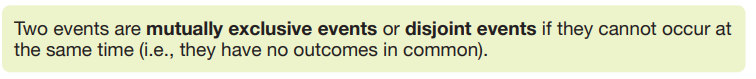 Two events are mutually exclusive events or disjoint events if they cannot occur at
the same time (i.e., they have no outcomes in common).